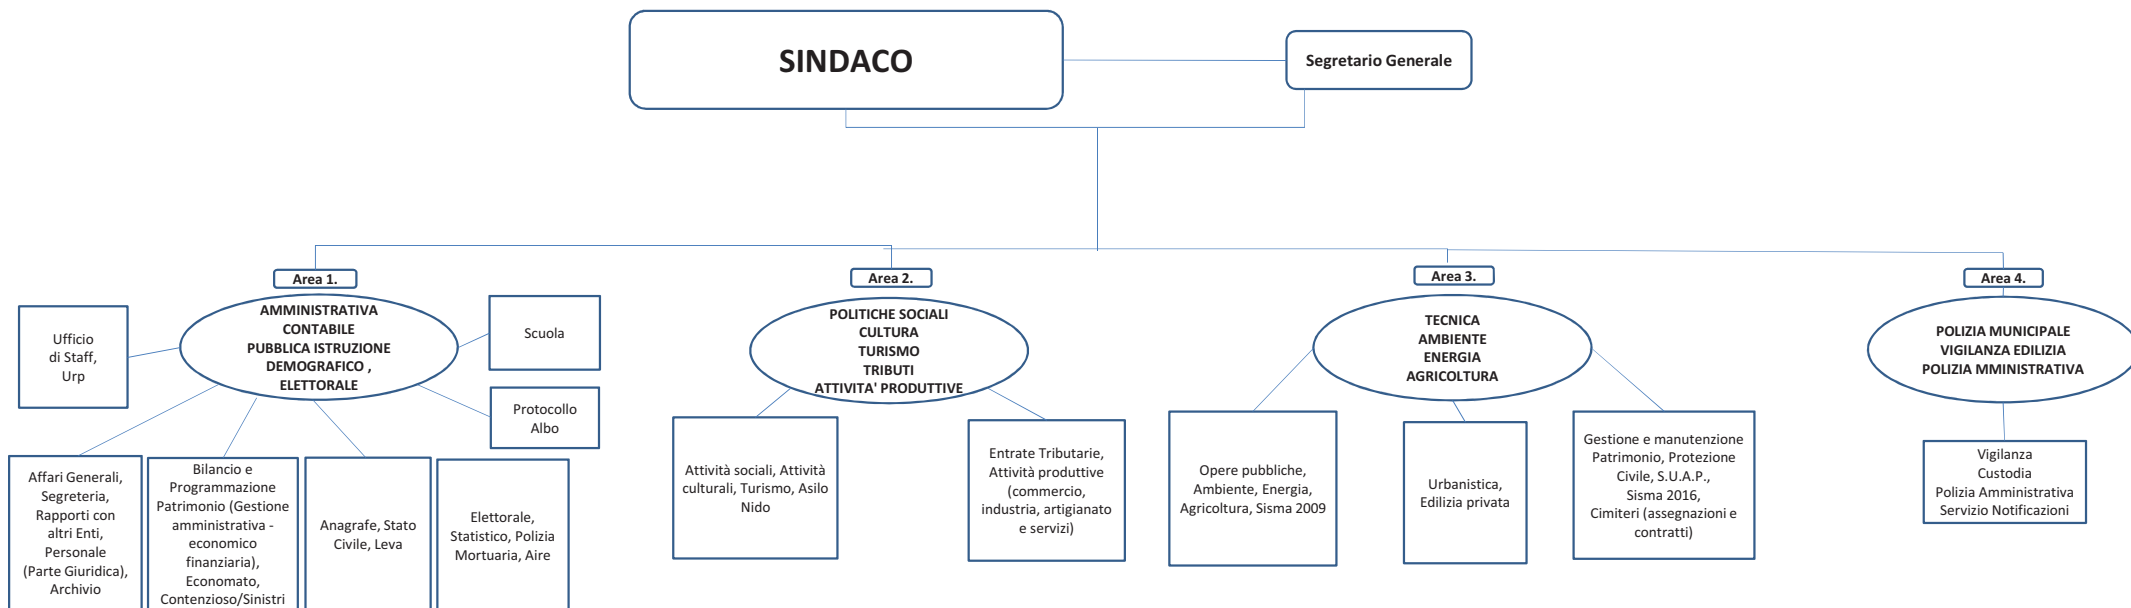 SINDACO
Segretario Generale
Area 1.
AMMINISTRATIVA
CONTABILE
PUBBLICA ISTRUZIONE
DEMOGRAFICO ,
ELETTORALE
Ufficio
di Staff,
Urp
Scuola
Protocollo
Albo
Affari Generali,
Segreteria,
Rapporti con
altri Enti,
Personale
(Parte Giuridica),
Archivio
Bilancio e
Programmazione
Patrimonio (Gestione
amministrativa -
economico
finanziaria),
Economato,
Contenzioso/Sinistri
Anagrafe, Stato
Civile, Leva
Elettorale,
Statistico, Polizia
Mortuaria, Aire
Area 2.
POLITICHE SOCIALI
CULTURA
TURISMO
TRIBUTI
ATTIVITA' PRODUTTIVE
Attività sociali, Attività
culturali, Turismo, Asilo
Nido
Entrate Tributarie,
Attività produttive
(commercio,
industria, artigianato
e servizi)
Area 3.
TECNICA
AMBIENTE
ENERGIA
AGRICOLTURA
Opere pubbliche,
Ambiente, Energia,
Agricoltura, Sisma 2009
Urbanistica,
Edilizia privata
Gestione e manutenzione
Patrimonio, Protezione
Civile, S.U.A.P.,
Sisma 2016,
Cimiteri (assegnazioni e
contratti)
Area 4.
POLIZIA MUNICIPALE
VIGILANZA EDILIZIA
POLIZIA MMINISTRATIVA
Vigilanza
Custodia
Polizia Amministrativa
Servizio Notificazioni